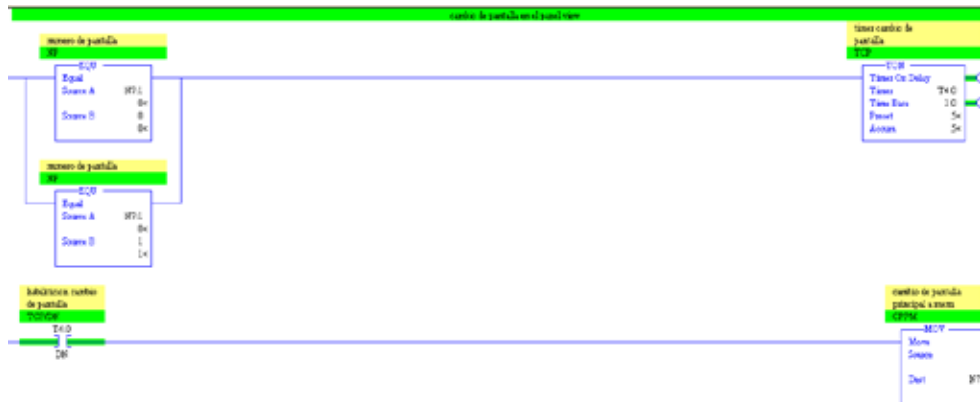 cambio de pantalla en el panel view
numero de pantalla
NP
EQU
Equal
Source A N7:1
0<
Source B 0
0<
timer cambio de
pantalla
TCP
TON
Timer On Delay
Timer T4:0
Time Base 1.0
Preset 5<
Accum 5<
numero de pantalla
NP
EQU
Equal
Source A N7:1
0<
Source B 1
1<
habilitacion cambio
de pantalla
T4:0
DN
cambio de pantalla
principal a menu
CPPM
MOV
Move
Source
Dest N7